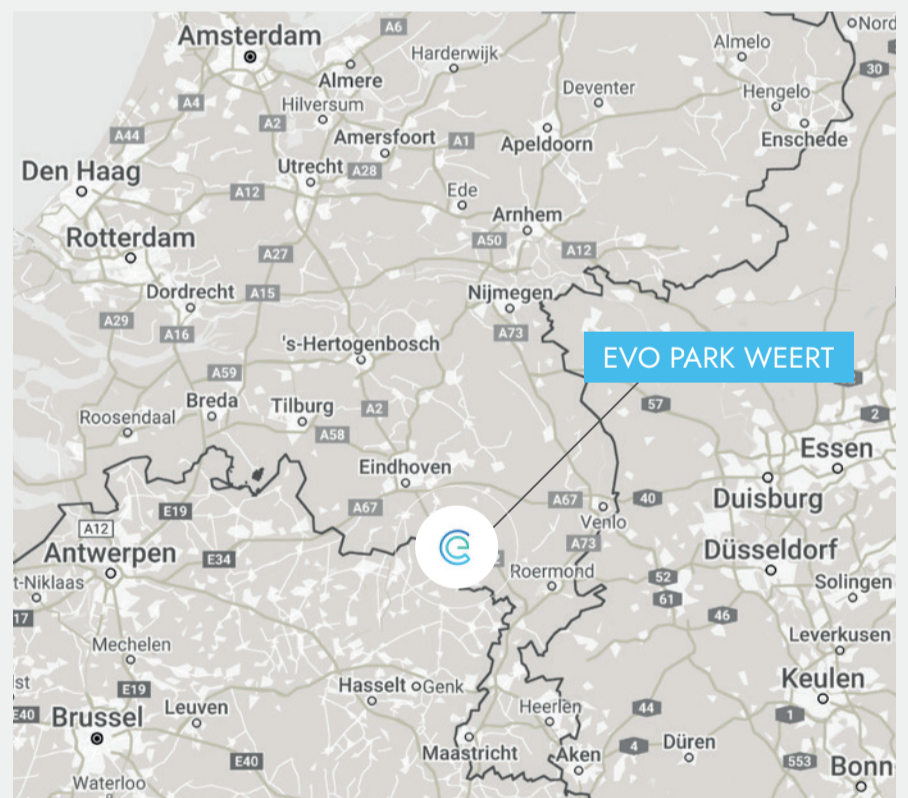 Amsterdam
A6
Nord
Almelo
Harderwijk
30
Almere
Deventer
Hengelo
A4
Hilversum
A2
A44
Amersfoort
A1
Apeldoorn
Enschede
Den Haag
Utrecht
A28
A12
Ede
Arnhem
Rotterdam
A50
A12
A27
Dordrecht
A15
Nijmegen
A29
A16
A73
's-Hertogenbosch
EVO PARK WEERT
A59
Breda
Tilburg
A2
57
2
Roosendaal
A58
Essen
Eindhoven
Duisburg
A67
A67
40
E19
Venlo
A12
Antwerpen
E34
A73
Düsseldorf
t-Niklaas
Roermond
52
Solingen
61
17
46
Mechelen
Leverkusen
st
E19
Hasselt
Genk
Keulen
E40
Brussel
Leuven
Heerlen
44
1
Maastricht
4
Düren
E40
Aken
553
Bonn
Waterloo